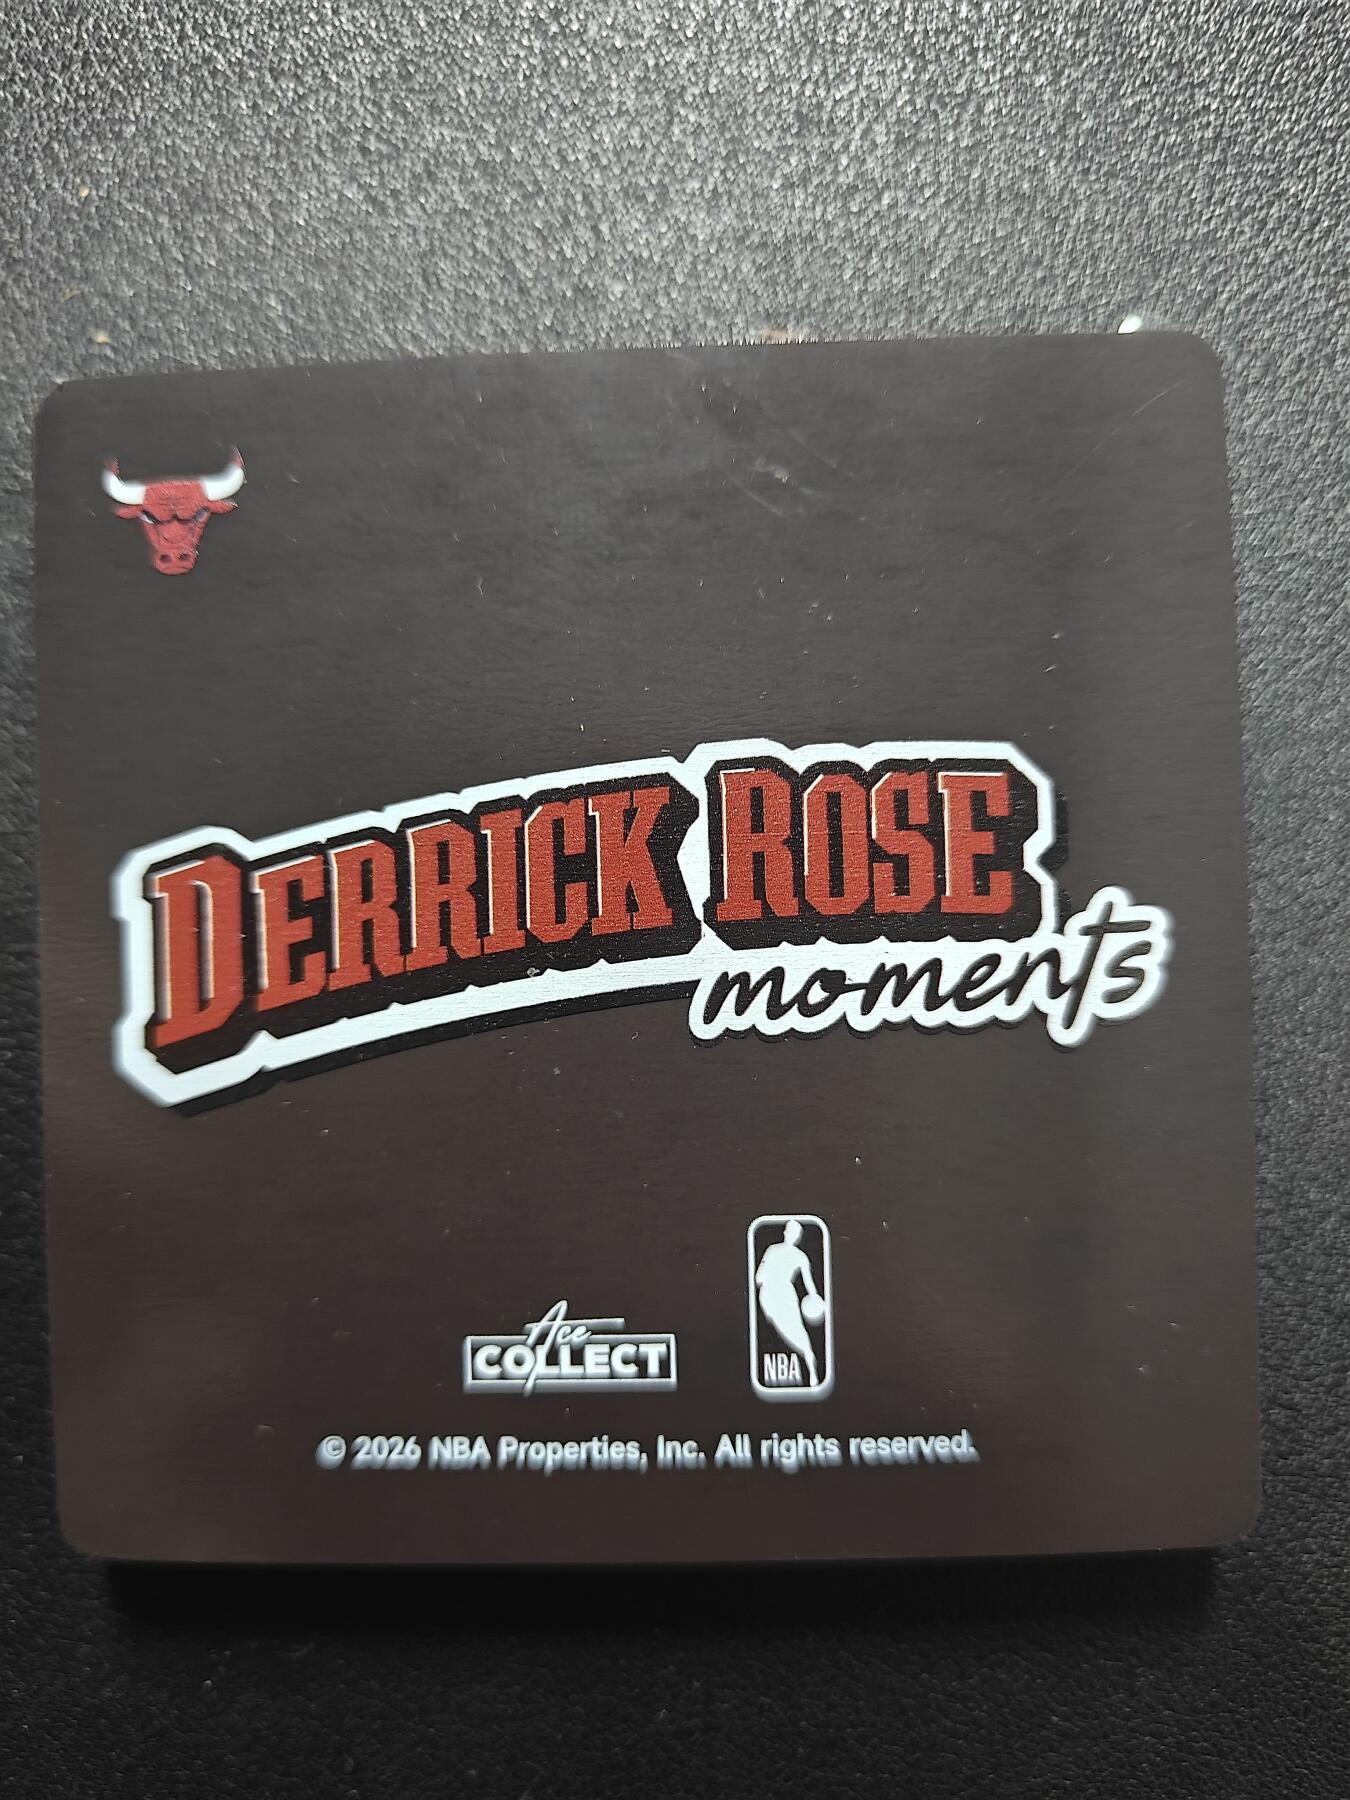 DERRICK ROSE
moments
Ace
COLLECT
NBA
© 2026 NBA Properties, Inc. All rights reserved.